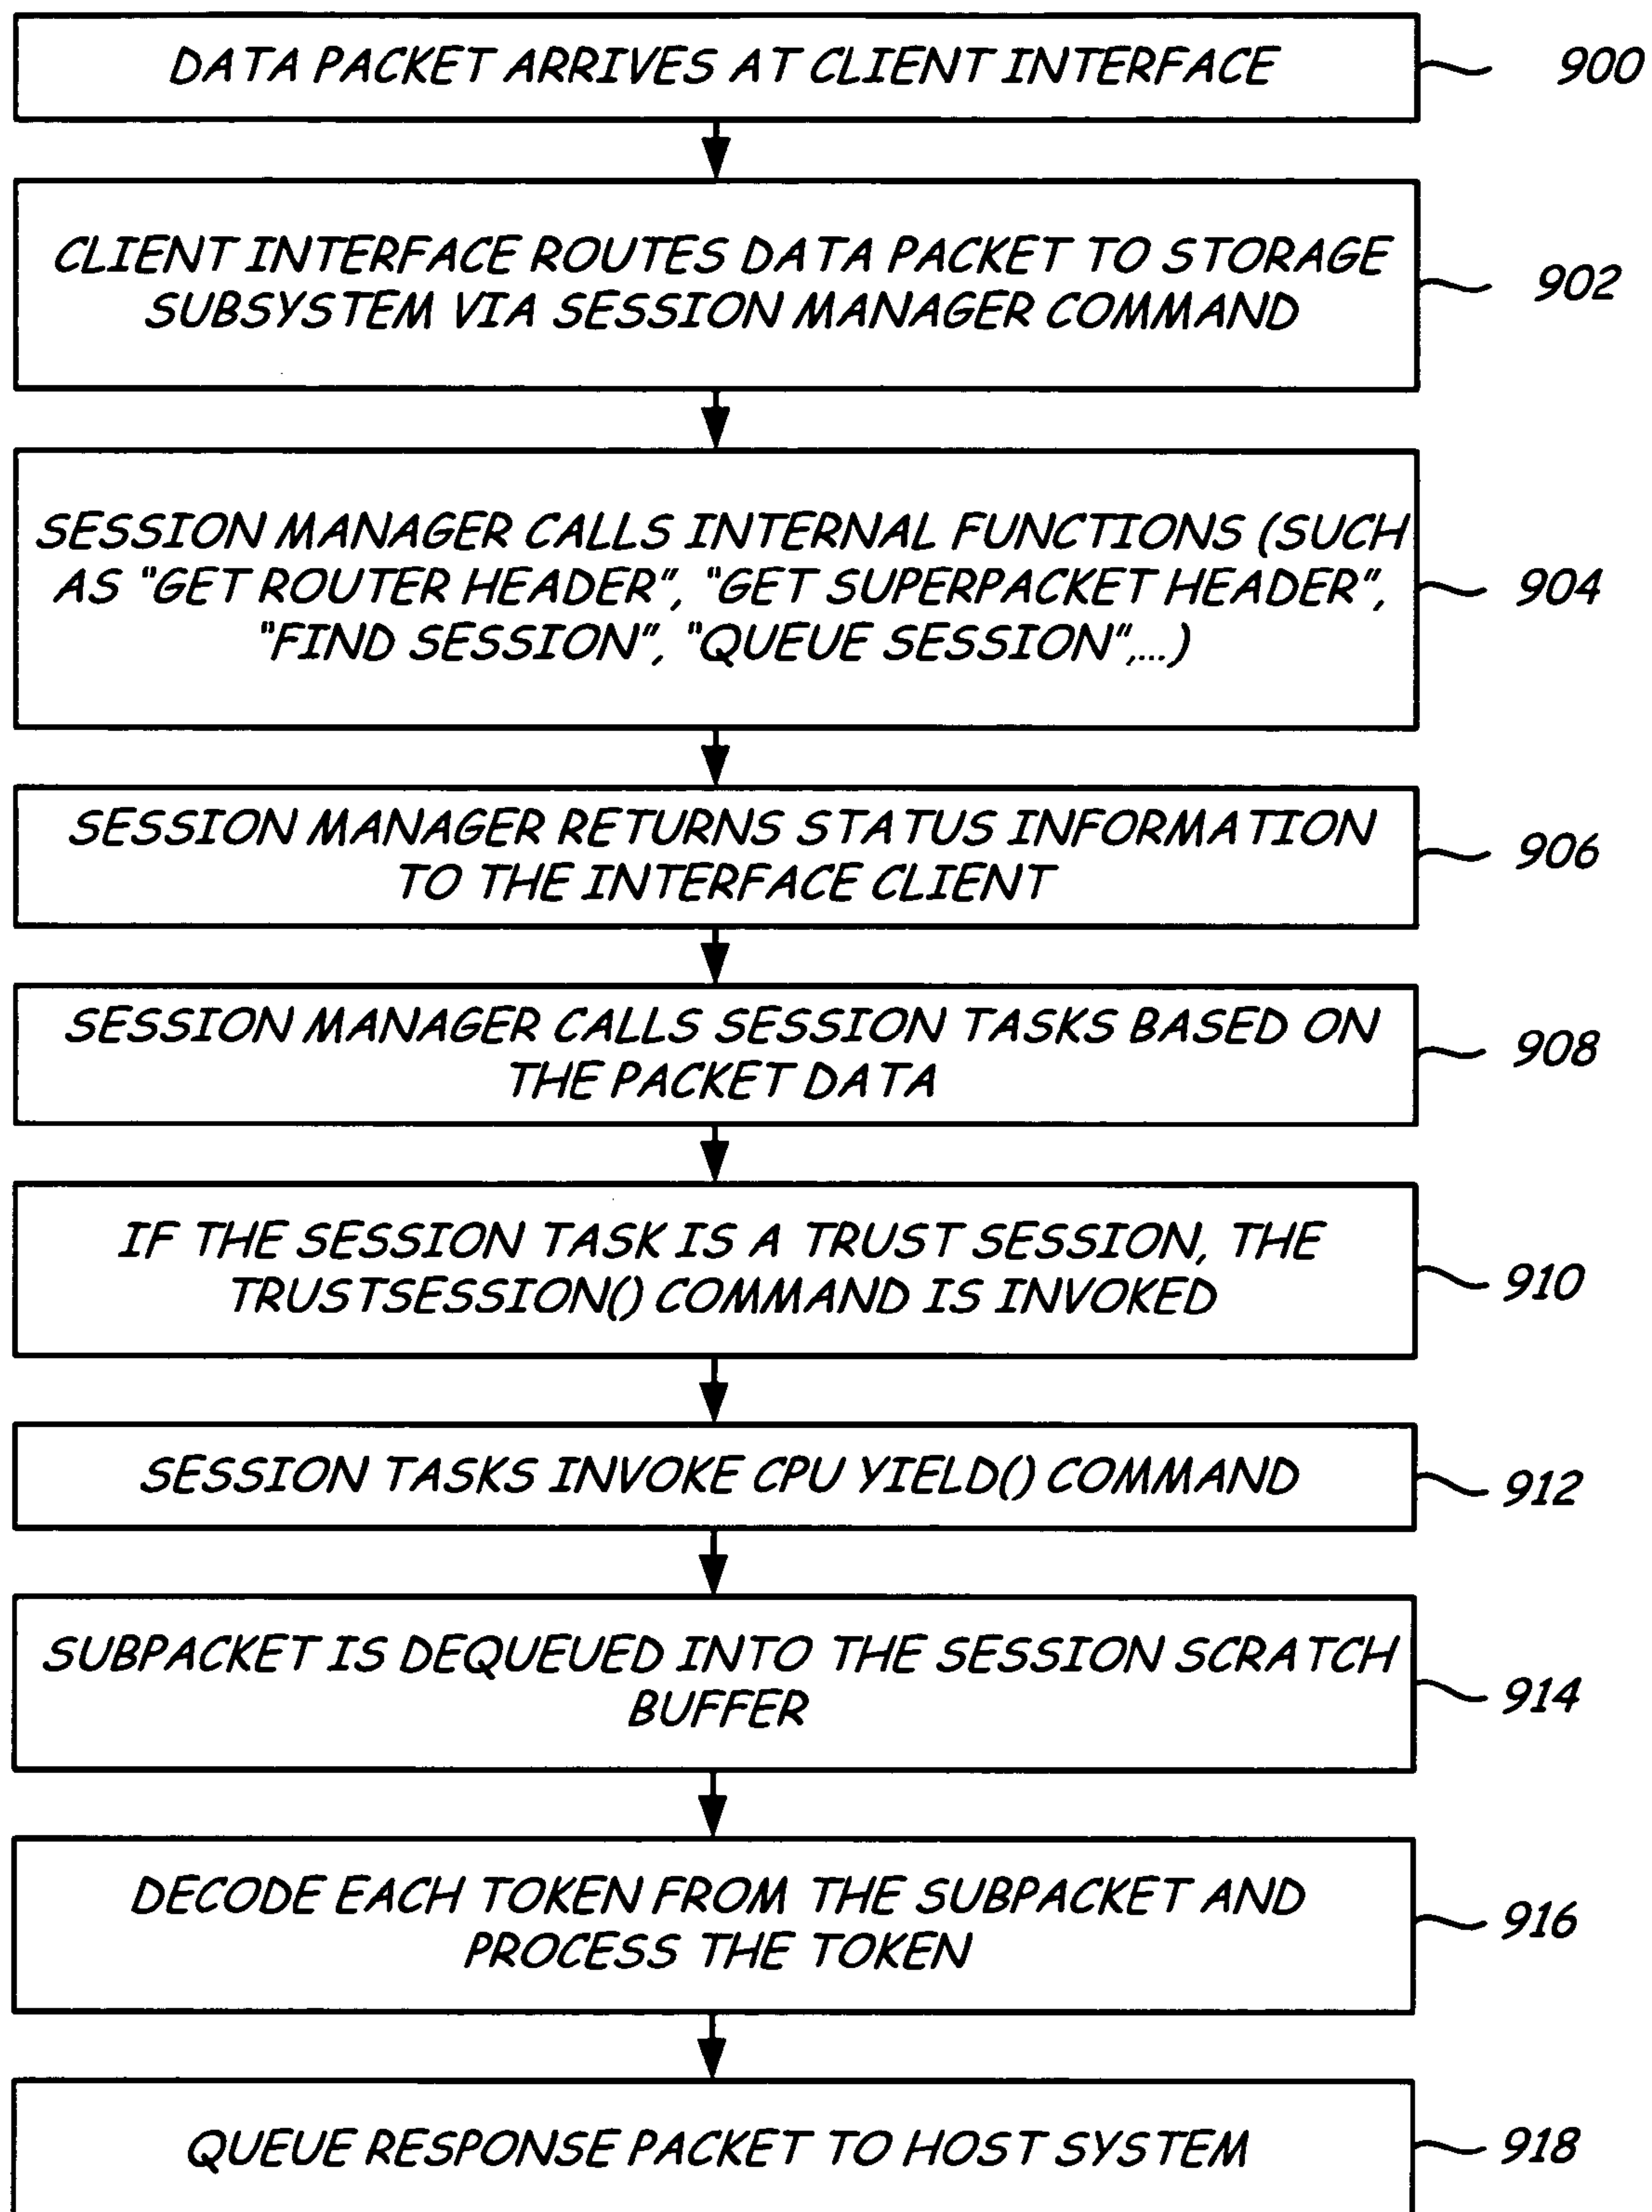 DATA PACKET ARRIVES AT CLIENT INTERFACE
900
CLIENT INTERFACE ROUTES DATA PACKET TO STORAGE
SUBSYSTEM VIA SESSION MANAGER COMMAND
902
SESSION MANAGER CALLS INTERNAL FUNCTIONS (SUCH
AS "GET ROUTER HEADER", "GET SUPERPACKET HEADER",
"FIND SESSION", "QUEUE SESSION",...)
904
SESSION MANAGER RETURNS STATUS INFORMATION
TO THE INTERFACE CLIENT
906
SESSION MANAGER CALLS SESSION TASKS BASED ON
THE PACKET DATA
908
IF THE SESSION TASK IS A TRUST SESSION, THE
TRUSTSESSION() COMMAND IS INVOKED
910
SESSION TASKS INVOKE CPU YIELD() COMMAND
912
SUBPACKET IS DEQUEUED INTO THE SESSION SCRATCH
BUFFER
914
DECODE EACH TOKEN FROM THE SUBPACKET AND
PROCESS THE TOKEN
916
QUEUE RESPONSE PACKET TO HOST SYSTEM
918